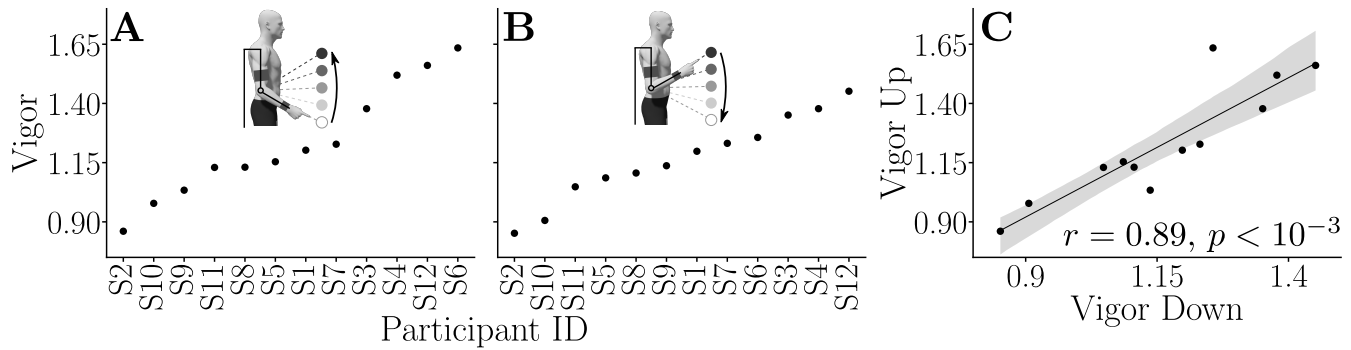 A
B
C
Vigor
1.65
1.40
1.15
0.90
S2 S10 S9 S11 S8 S5 S1 S7 S3 S4 S12 S6
S2 S10 S11 S5 S8 S9 S1 S7 S6 S3 S4 S12
Participant ID
Vigor Up
1.65
1.40
1.15
0.90
r = 0.89, p < 10⁻³
0.9 1.15 1.4
Vigor Down